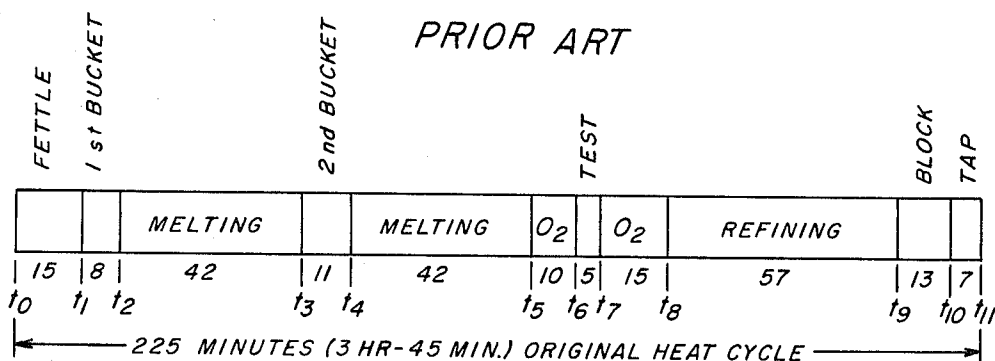 PRIOR ART
FETTLE
1st BUCKET
2nd BUCKET
TEST
BLOCK
TAP
MELTING MELTING O2 O2 REFINING
15 8 42 11 42 10 5 15 57 13 7
t0 t1 t2 t3 t4 t5 t6 t7 t8 t9 t10 t11
225 MINUTES (3 HR-45 MIN.) ORIGINAL HEAT CYCLE